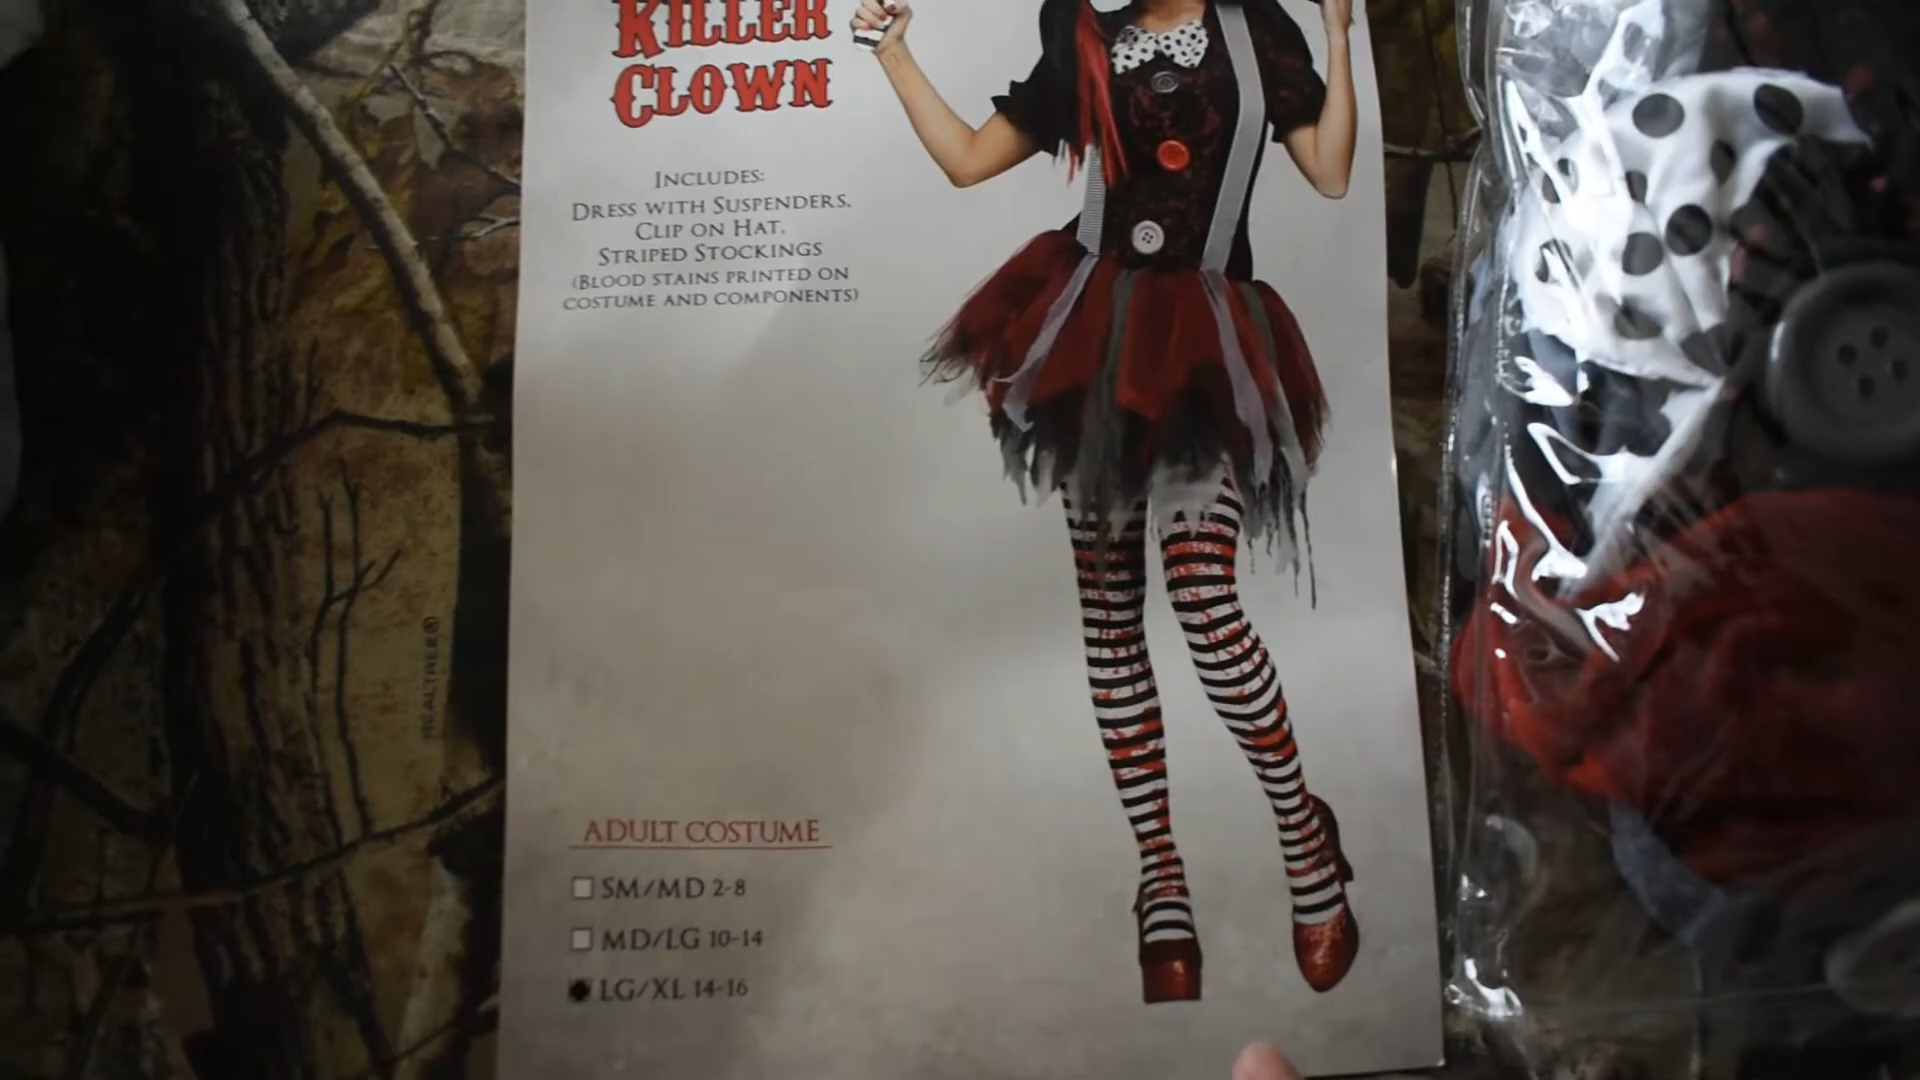 KILLER
CLOWN
INCLUDES:
DRESS WITH SUSPENDERS,
CLIP ON HAT,
STRIPED STOCKINGS
(BLOOD STAINS PRINTED ON
COSTUME AND COMPONENTS)
ADULT COSTUME
SM/MD 2-8
MD/LG 10-14
LG/XL 14-16
REALTREE®